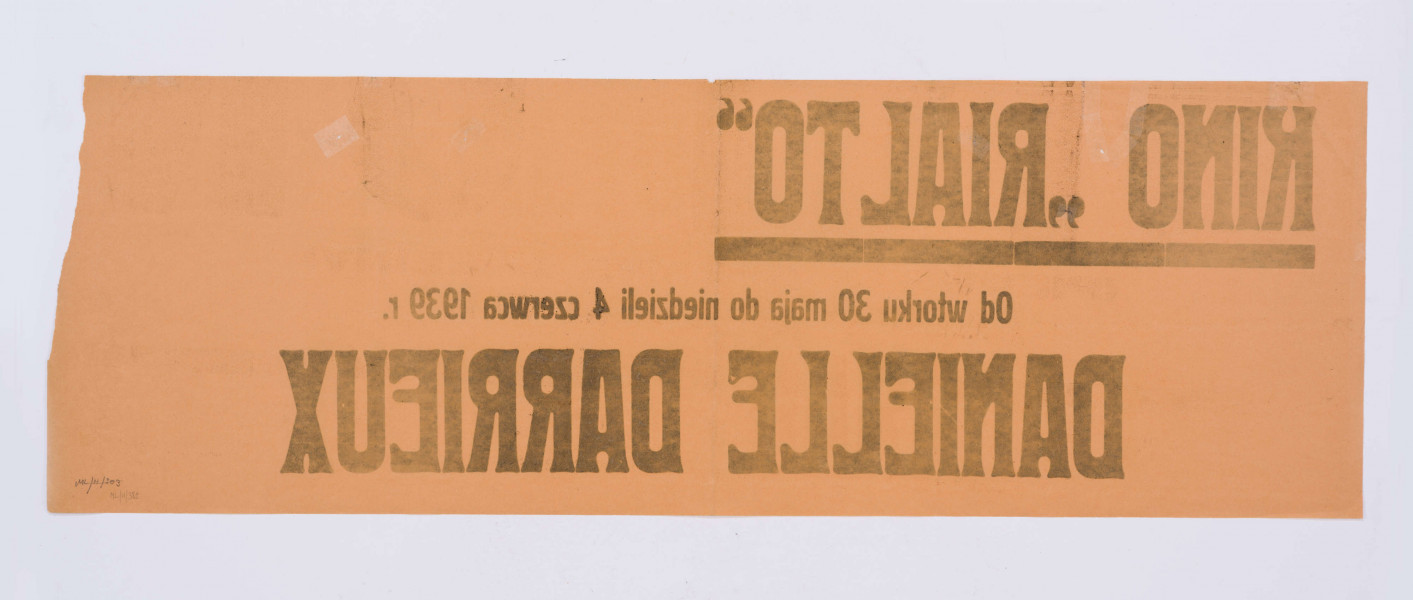 KINO „RIALTO“
Od wtorku 30 maja do niedzieli 4 czerwca 1939 r.
DANIELLE DARRIEUX